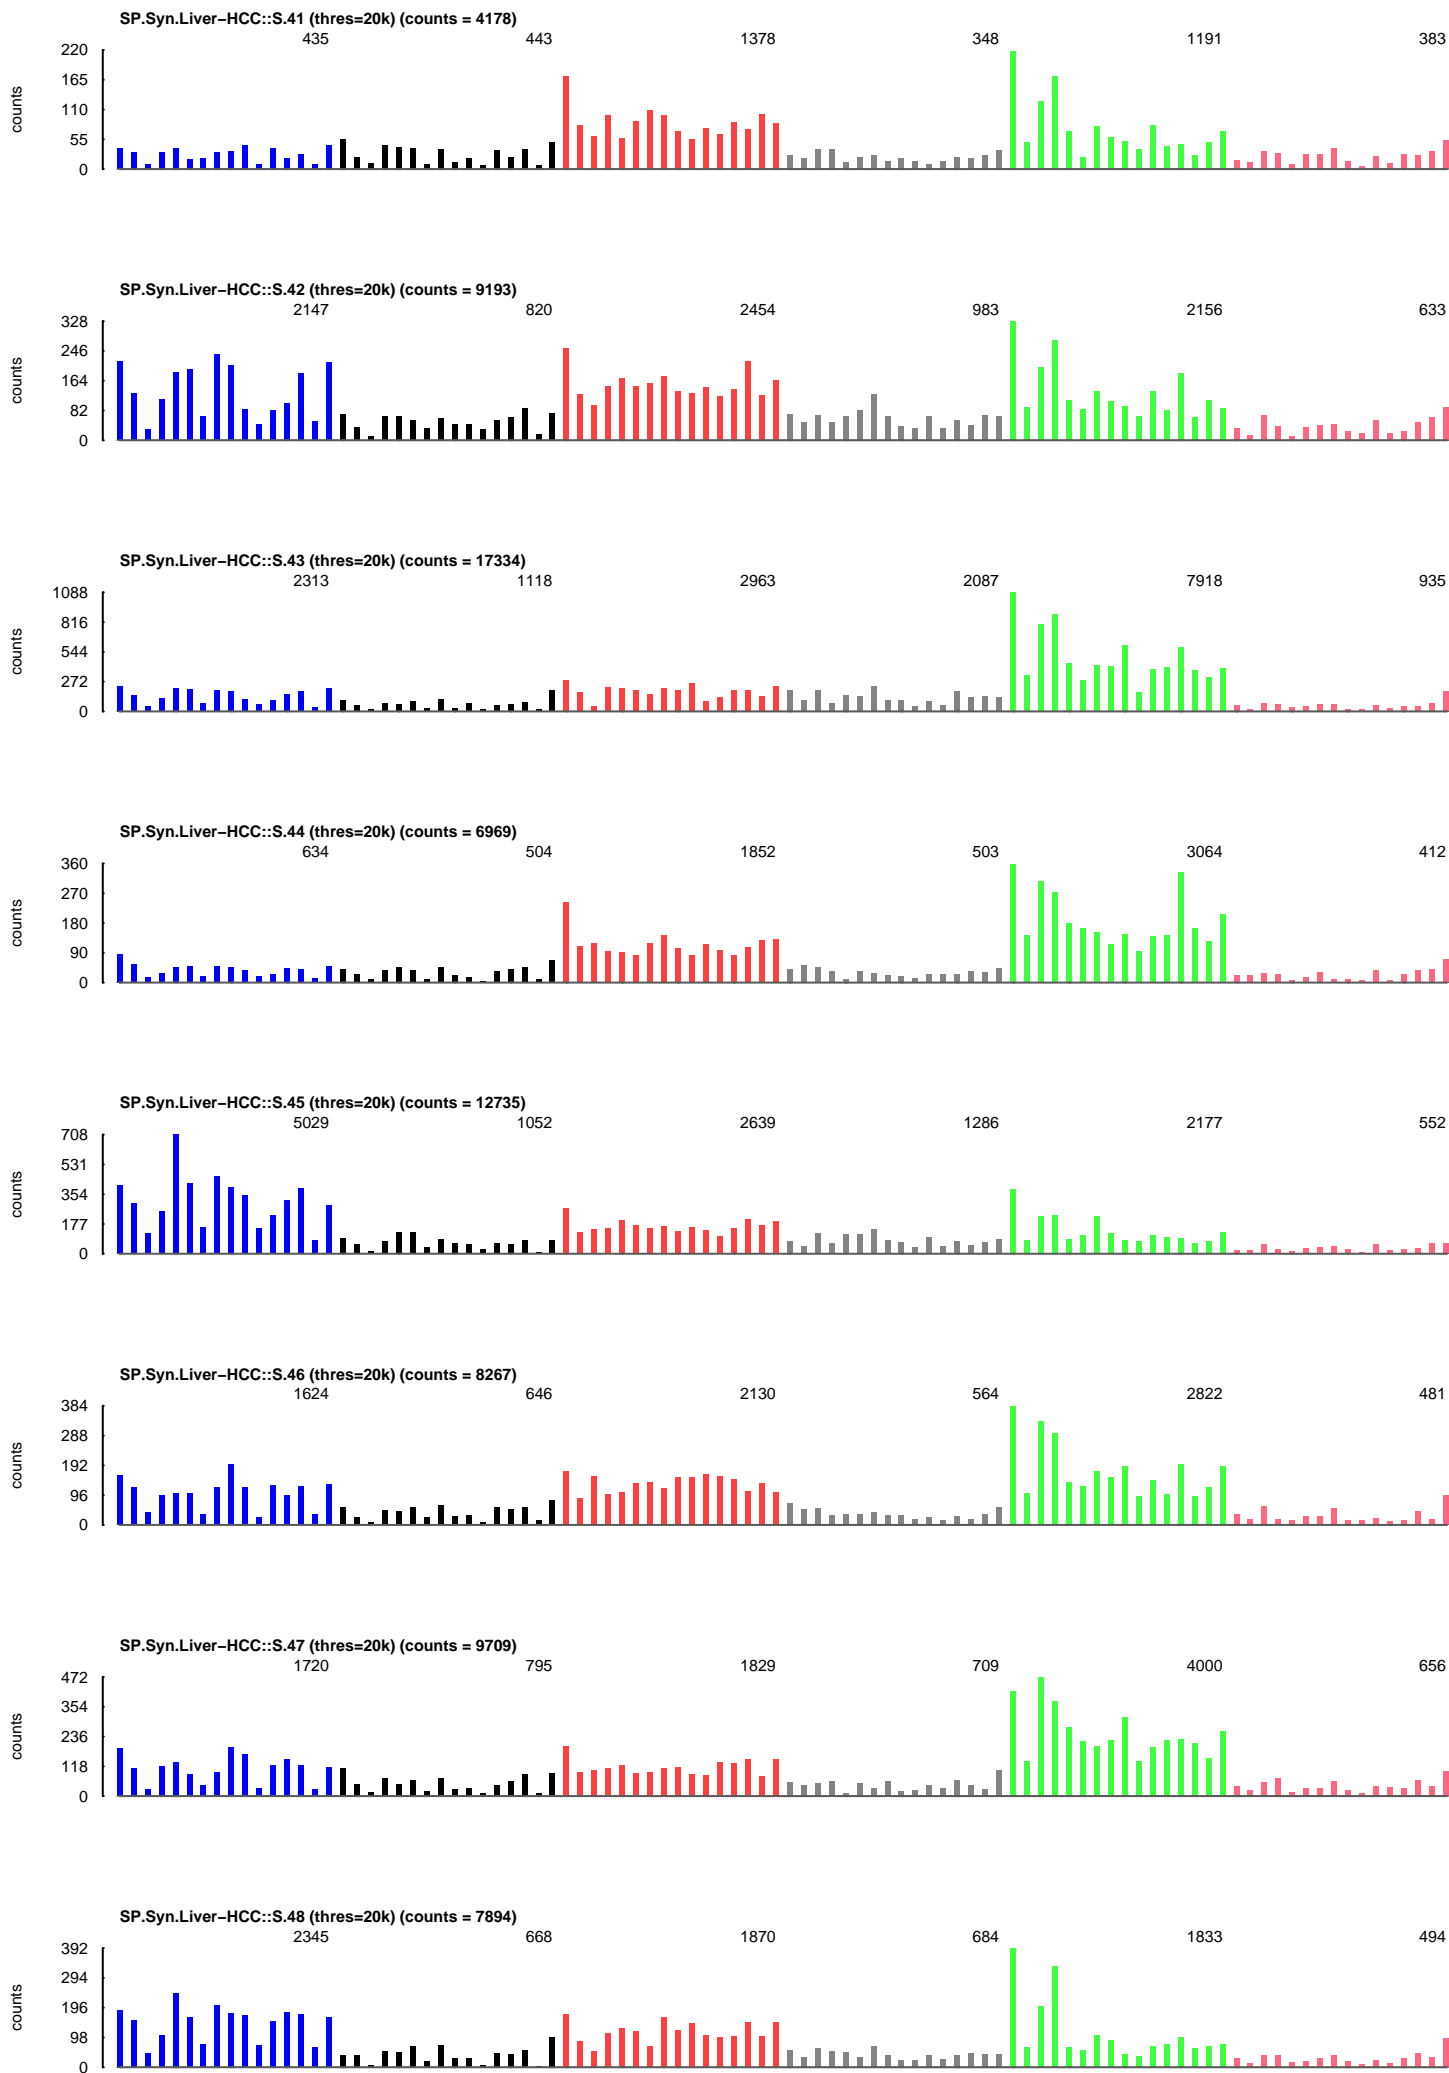 SP.Syn.Liver−HCC::S.41 (thres=20k) (counts = 4178)
435 443 1378 348 1191 383
220
165
110
55
0
counts
SP.Syn.Liver−HCC::S.42 (thres=20k) (counts = 9193)
2147 820 2454 983 2156 633
328
246
164
82
0
counts
SP.Syn.Liver−HCC::S.43 (thres=20k) (counts = 17334)
2313 1118 2963 2087 7918 935
1088
816
544
272
0
counts
SP.Syn.Liver−HCC::S.44 (thres=20k) (counts = 6969)
634 504 1852 503 3064 412
360
270
180
90
0
counts
SP.Syn.Liver−HCC::S.45 (thres=20k) (counts = 12735)
5029 1052 2639 1286 2177 552
708
531
354
177
0
counts
SP.Syn.Liver−HCC::S.46 (thres=20k) (counts = 8267)
1624 646 2130 564 2822 481
384
288
192
96
0
counts
SP.Syn.Liver−HCC::S.47 (thres=20k) (counts = 9709)
1720 795 1829 709 4000 656
472
354
236
118
0
counts
SP.Syn.Liver−HCC::S.48 (thres=20k) (counts = 7894)
2345 668 1870 684 1833 494
392
294
196
98
0
counts